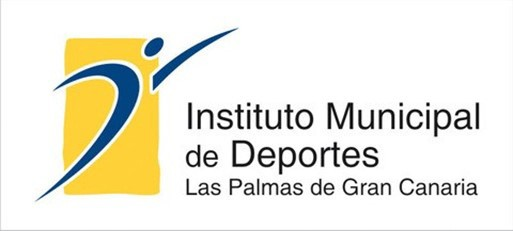 Instituto Municipal
de Deportes
Las Palmas de Gran Canaria